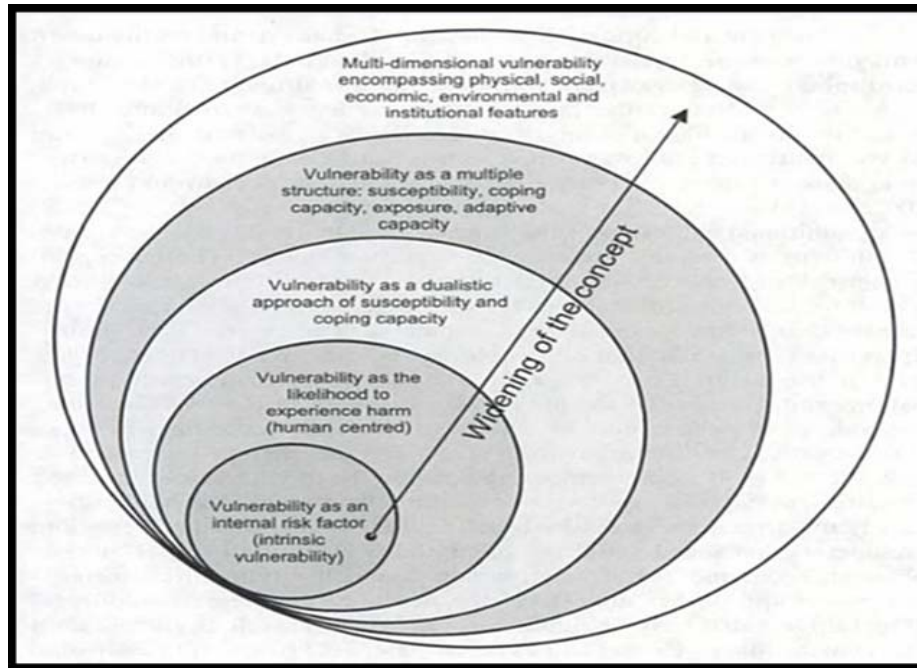 Multi-dimensional vulnerability
encompassing physical, social,
economic, environmental and
institutional features
Vulnerability as a multiple
structure: susceptibility, coping
capacity, exposure, adaptive
capacity
Vulnerability as a dualistic
approach of susceptibility and
coping capacity
Vulnerability as the
likelihood to
experience harm
(human centred)
Vulnerability as an
internal risk factor
(intrinsic
vulnerability)
Widening of the concept